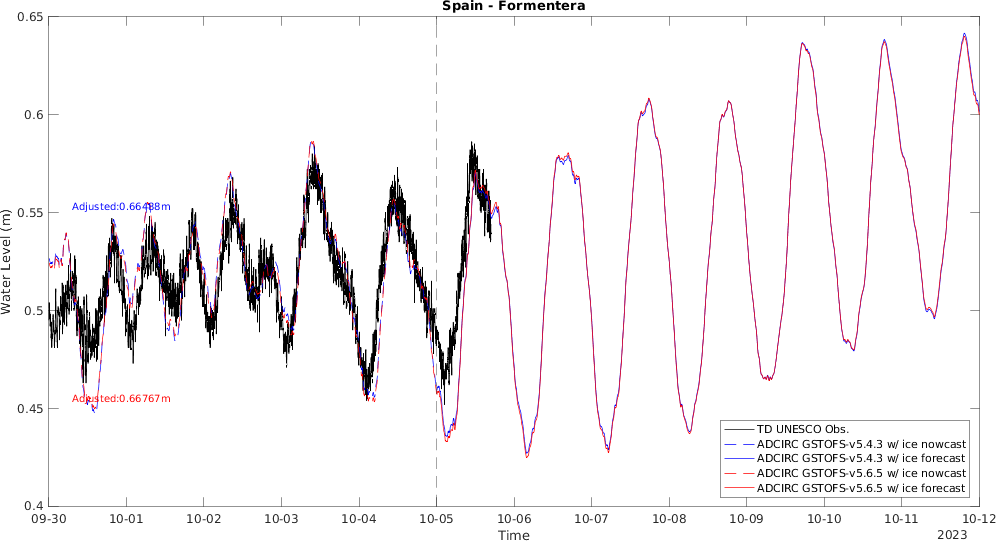 Spain - Formentera
0.65
0.6
0.55
0.5
0.45
0.4
Water Level (m)
Adjusted:0.66488m
Adjusted:0.66767m
TD UNESCO Obs.
ADCIRC GSTOFS-v5.4.3 w/ ice nowcast
ADCIRC GSTOFS-v5.4.3 w/ ice forecast
ADCIRC GSTOFS-v5.6.5 w/ ice nowcast
ADCIRC GSTOFS-v5.6.5 w/ ice forecast
09-30 10-01 10-02 10-03 10-04 10-05 10-06 10-07 10-08 10-09 10-10 10-11 10-12
Time
2023